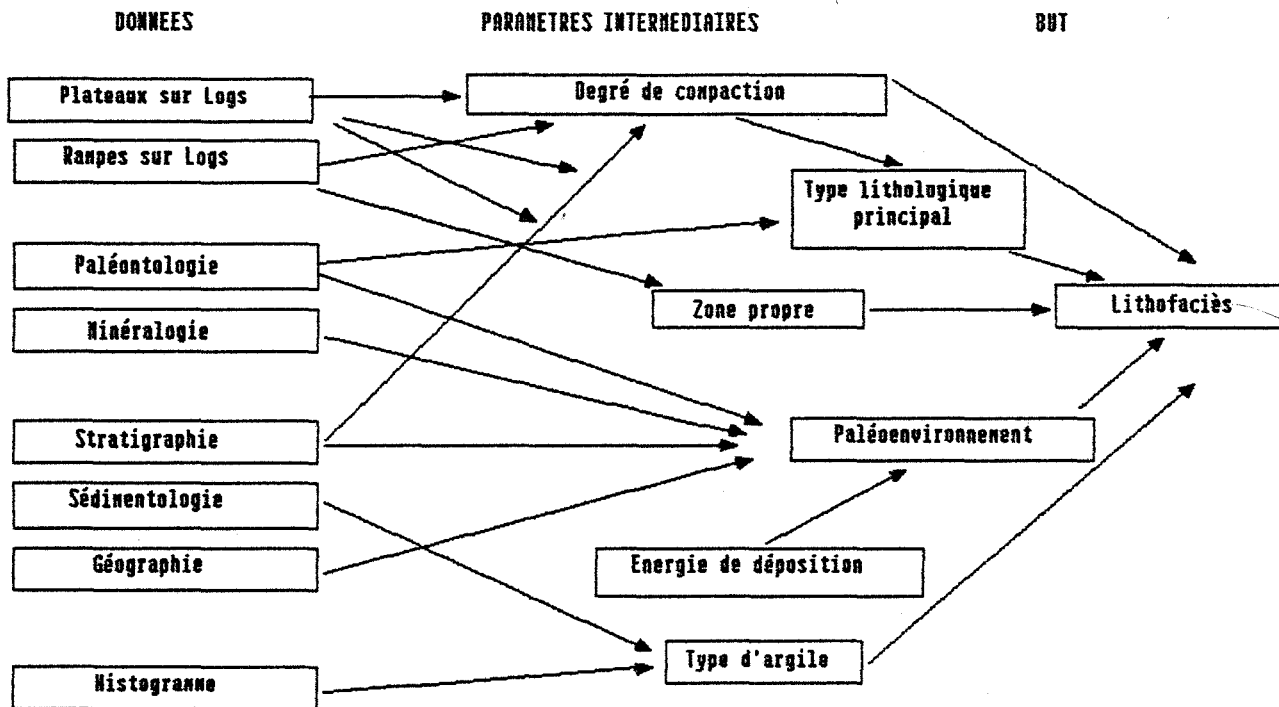 DONNEES PARAMETRES INTERMEDIAIRES BUT
Plateaux sur Logs
Degré de compaction
Rampes sur Logs
Type lithologique
principal
Paléontologie
Zone propre
Lithofaciès
Minéralogie
Stratigraphie
Paléoenvironnement
Sédimentologie
Géographie
Energie de déposition
Type d'argile
Histogramme